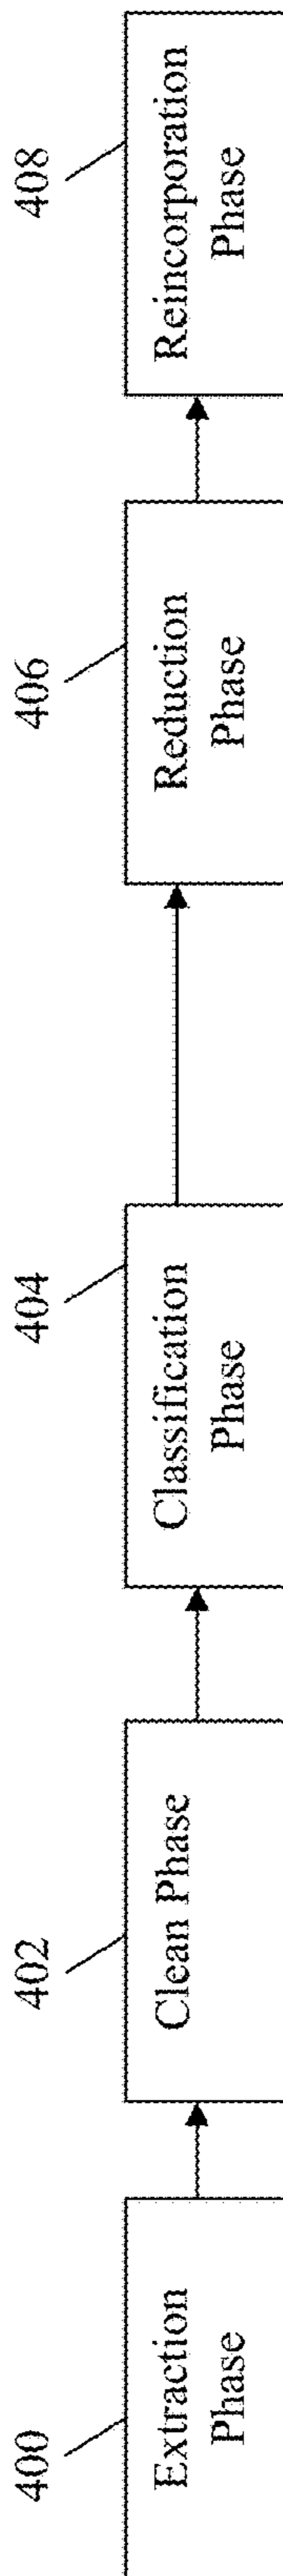 400
Extraction
Phase
402
Clean Phase
404
Classification
Phase
406
Reduction
Phase
408
Reincorporation
Phase